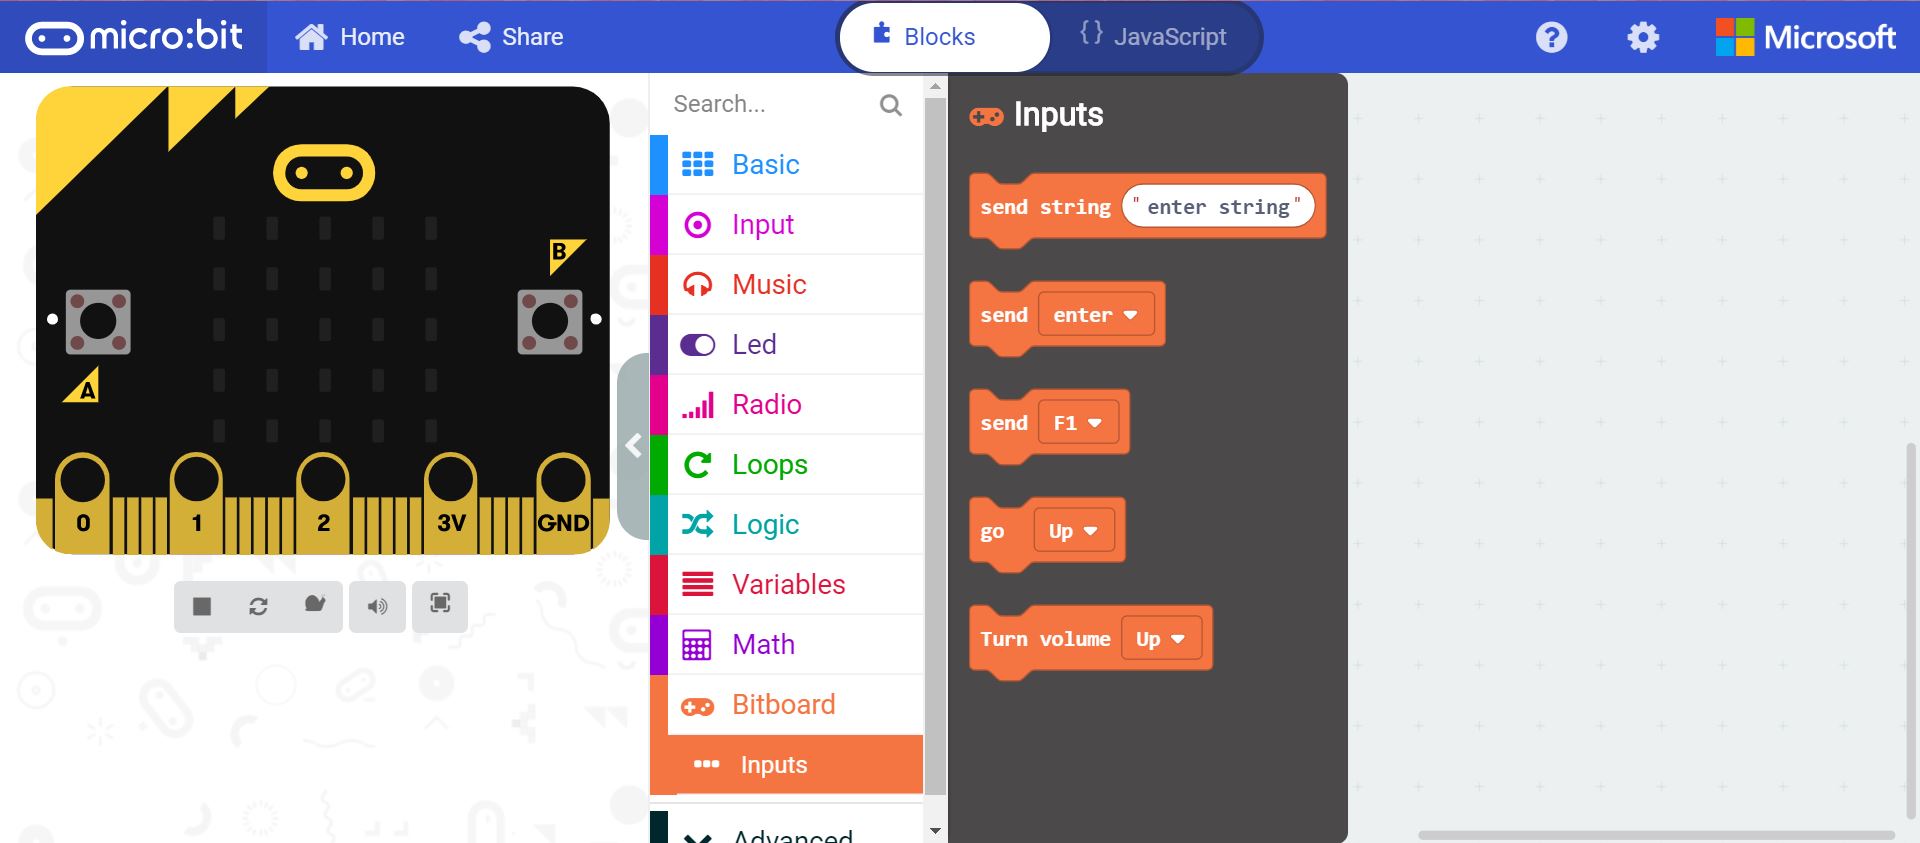 micro:bit Home Share Blocks {} JavaScript ? Microsoft
B
A
0 1 2 3V GND
Search...
Basic
Input
Music
Led
Radio
Loops
Logic
Variables
Math
Bitboard
Inputs
Advanced
Inputs
send string "enter string"
send enter
send F1
go Up
Turn volume Up